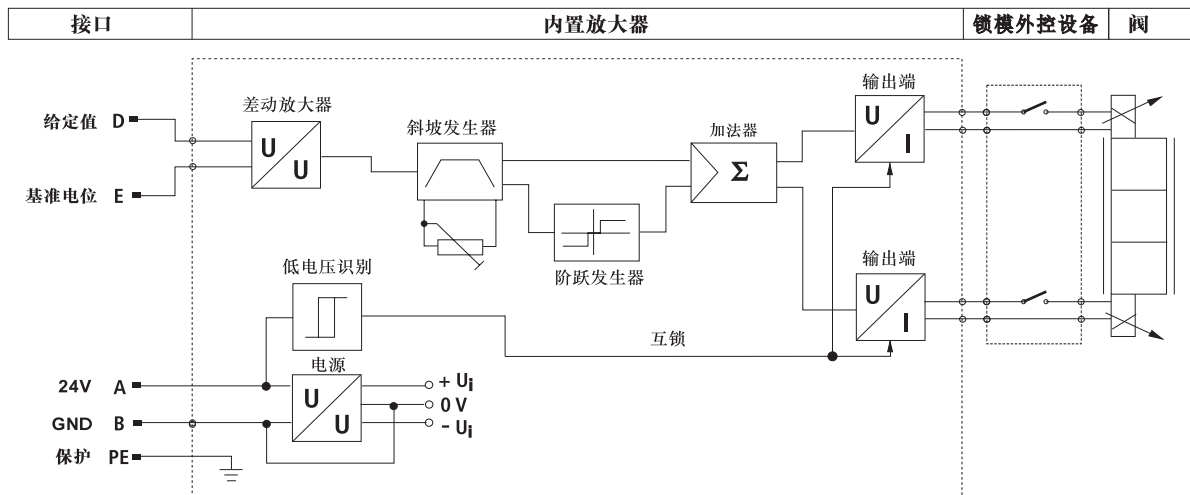 接口 内置放大器 锁模外控设备 阀
输出端
差动放大器
给定值 D
斜坡发生器
加法器
U
I
U
U
Σ
基准电位 E
输出端
低电压识别
阶跃发生器
U
I
互锁
电源
24V A
+ Ui
U
0 V
GND B
U
- Ui
保护 PE